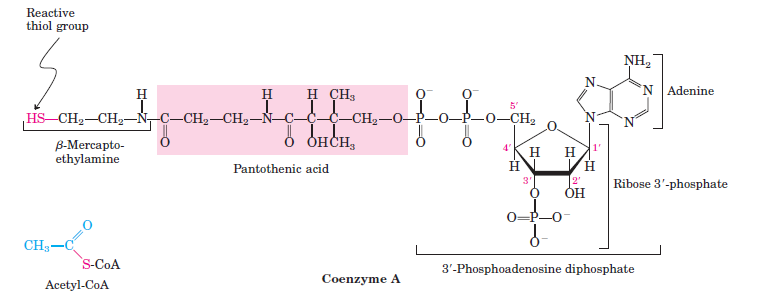 Reactive
thiol group
NH2
N
N
Adenine
N
N
H
H
H CH3
O−
O−
5′
HS—CH2—CH2—N—C—CH2—CH2—N—C—C—C—CH2—O—P—O—P—O—CH2
O
O
O OH CH3
O
O
β-Mercapto-
ethylamine
Pantothenic acid
4′
H
H
1′
H
H
3′
2′
O
OH
Ribose 3′-phosphate
O=P—O−
O−
3′-Phosphoadenosine diphosphate
Coenzyme A
O
CH3—C
S-CoA
Acetyl-CoA